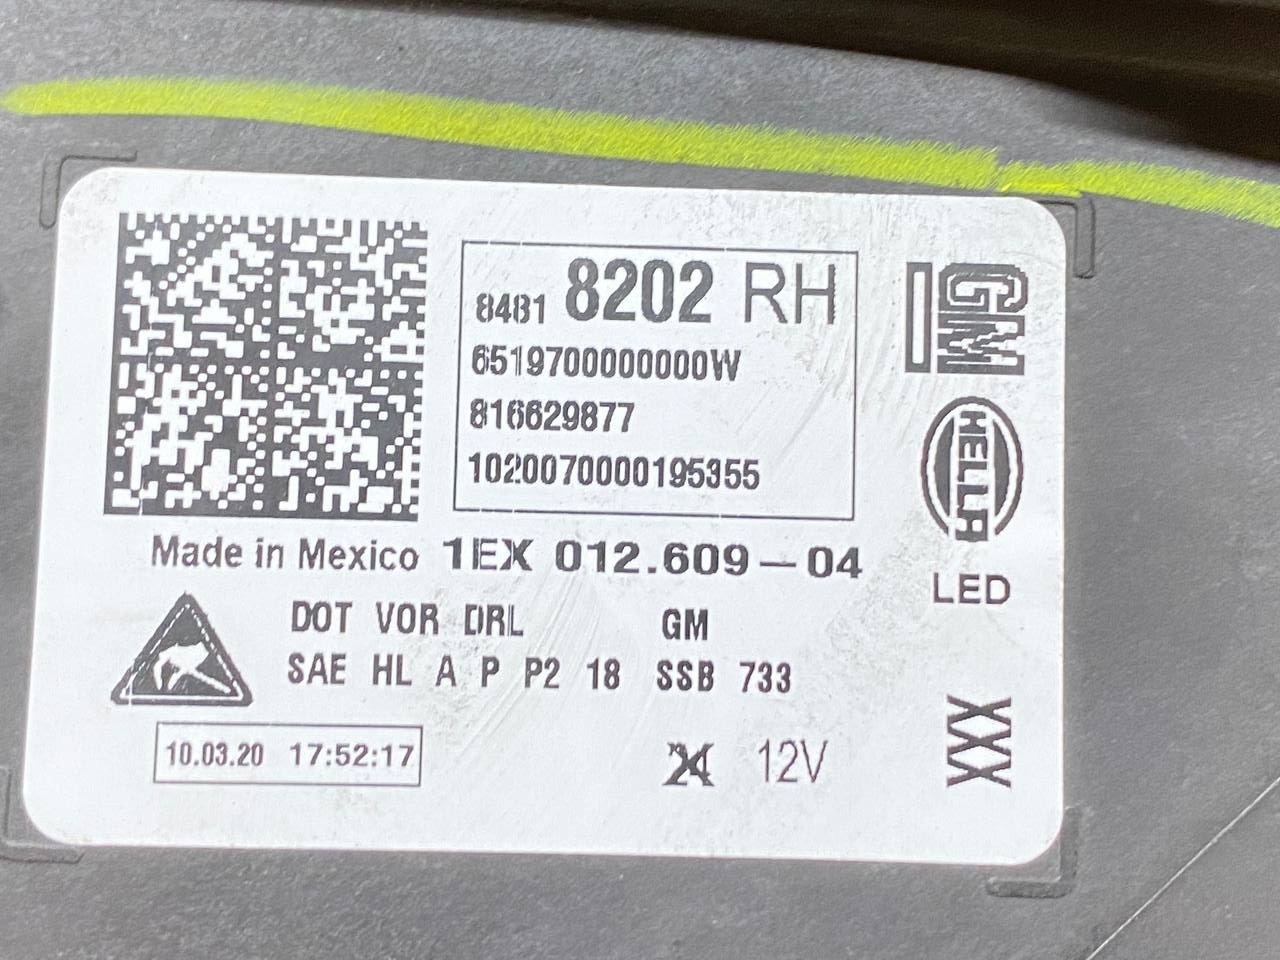 8481 8202 RH
6519700000000W
816629877
1020070000195355
GM
HELLA
LED
Made in Mexico 1EX 012.609-04
DOT VOR DRL GM
SAE HL A P P2 18 SSB 733
10.03.20 17:52:17
12V
XXX